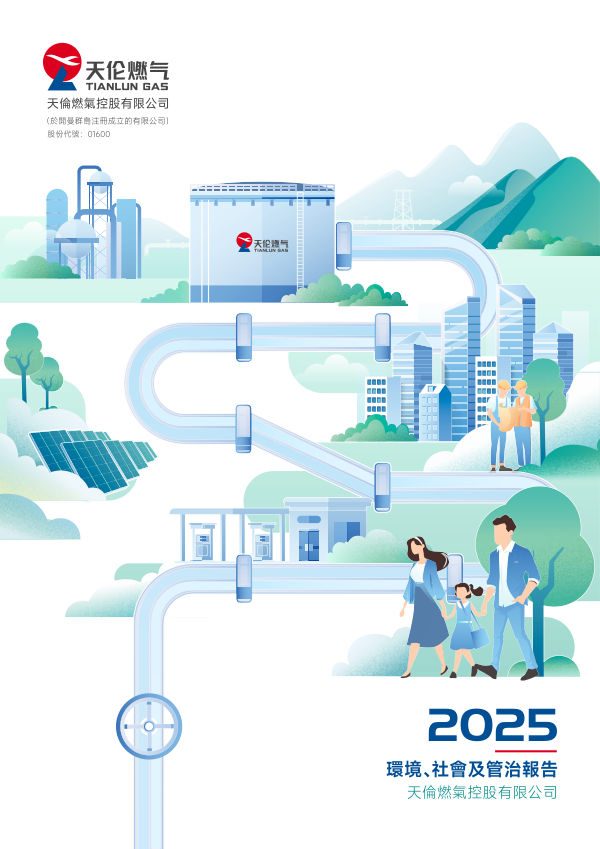 天伦燃气
TIANLUN GAS
天倫燃氣控股有限公司
(於開曼群島注冊成立的有限公司)
股份代號：01600
天伦燃气
TIANLUN GAS
2025
環境、社會及管治報告
天倫燃氣控股有限公司